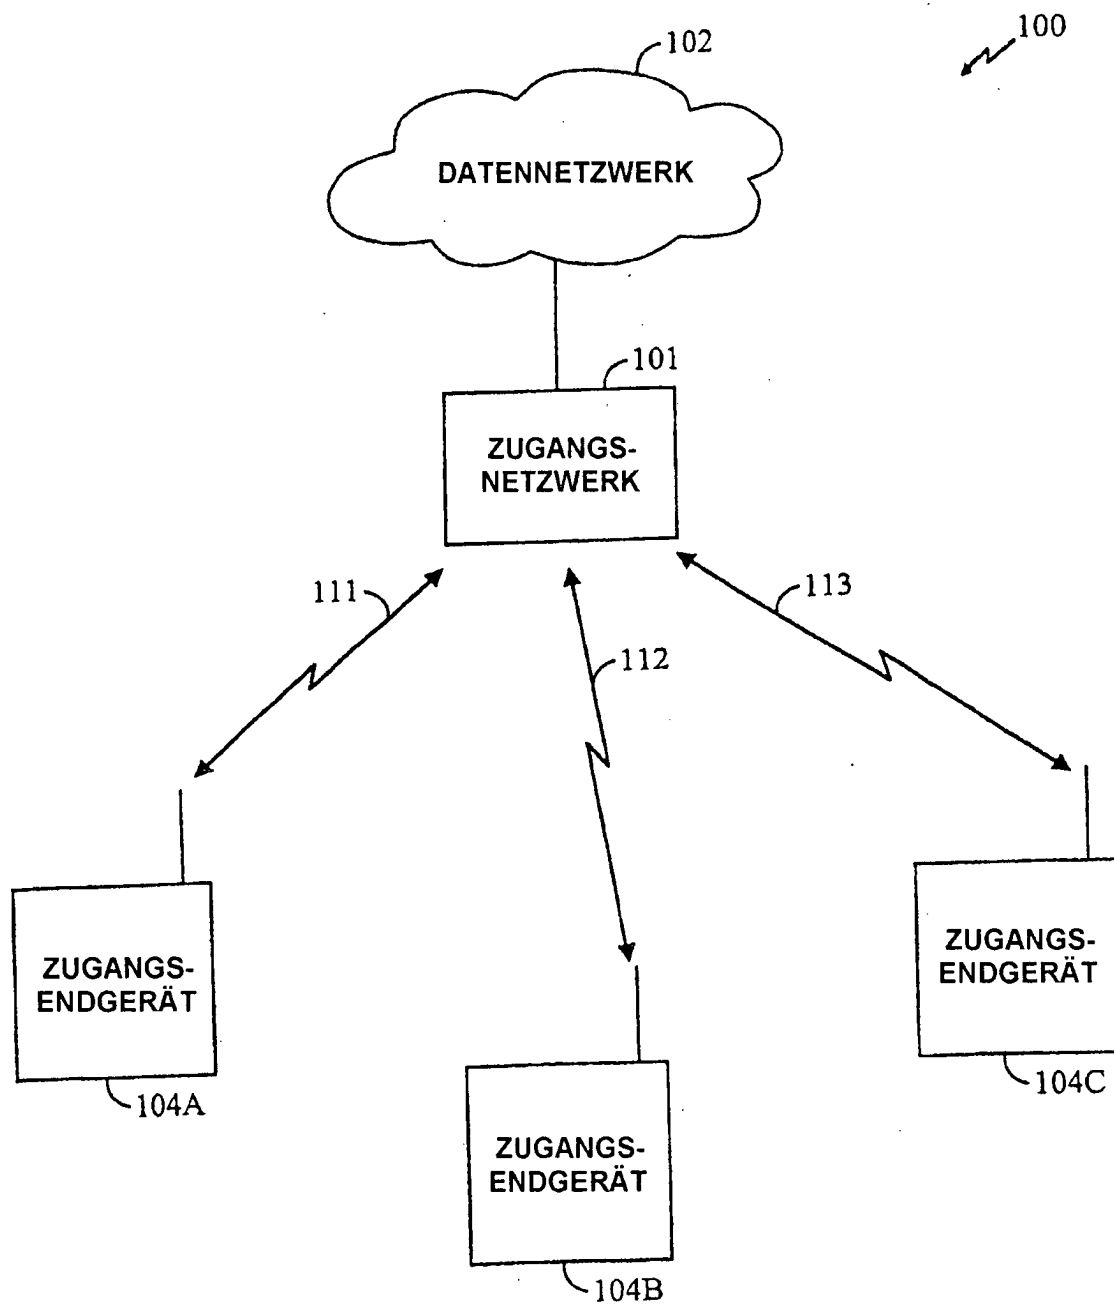 100
102
DATENNETZWERK
101
ZUGANGS-
NETZWERK
111
112
113
ZUGANGS-
ENDGERÄT
104A
ZUGANGS-
ENDGERÄT
104B
ZUGANGS-
ENDGERÄT
104C